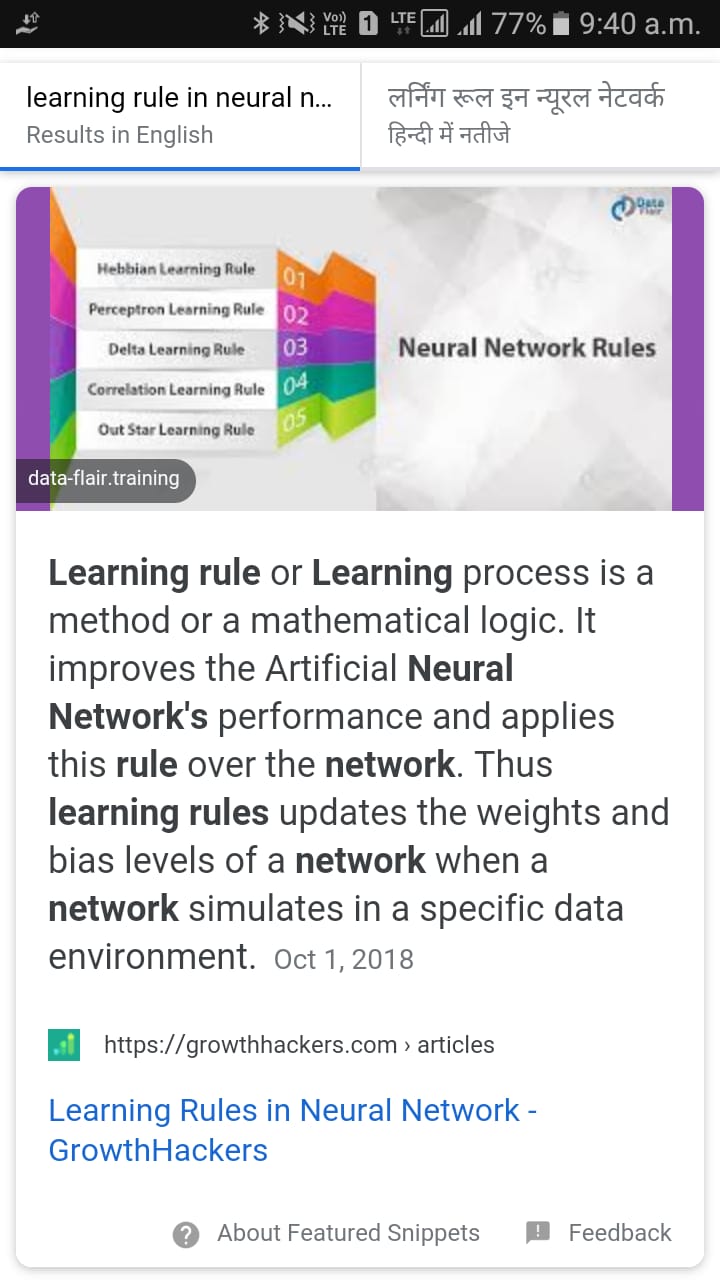 Vo)) LTE 1 LTE 77% 9:40 a.m.
learning rule in neural n...
Results in English
लर्निंग रूल इन न्यूरल नेटवर्क
हिन्दी में नतीजे
Data
Flair
Hebbian Learning Rule 01
Perceptron Learning Rule 02
Delta Learning Rule 03
Correlation Learning Rule 04
Out Star Learning Rule 05
Neural Network Rules
data-flair.training
Learning rule or Learning process is a
method or a mathematical logic. It
improves the Artificial Neural
Network's performance and applies
this rule over the network. Thus
learning rules updates the weights and
bias levels of a network when a
network simulates in a specific data
environment. Oct 1, 2018
https://growthhackers.com › articles
Learning Rules in Neural Network -
GrowthHackers
About Featured Snippets
Feedback